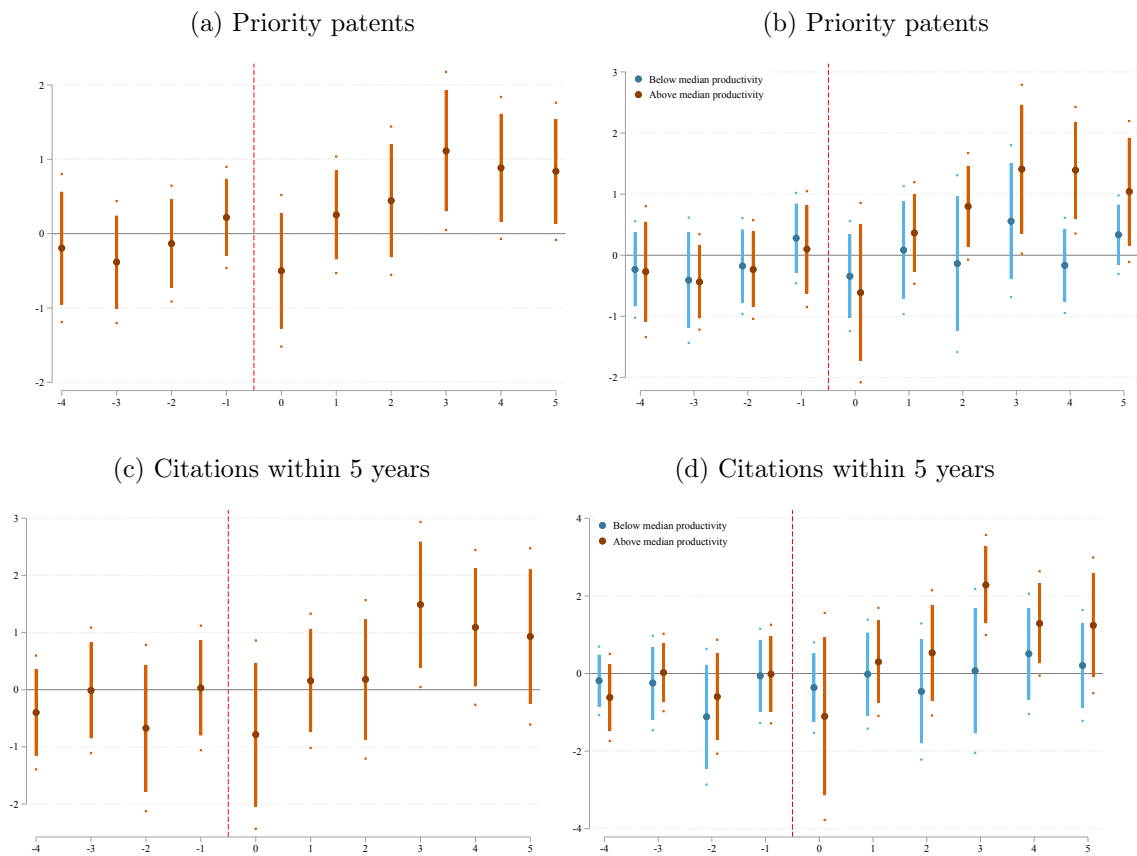 (a) Priority patents
2
1
0
-1
-2
-4 -3 -2 -1 0 1 2 3 4 5
(b) Priority patents
Below median productivity
Above median productivity
3
2
1
0
-1
-2
-4 -3 -2 -1 0 1 2 3 4 5
(c) Citations within 5 years
3
2
1
0
-1
-2
-4 -3 -2 -1 0 1 2 3 4 5
(d) Citations within 5 years
Below median productivity
Above median productivity
4
2
0
-2
-4
-4 -3 -2 -1 0 1 2 3 4 5